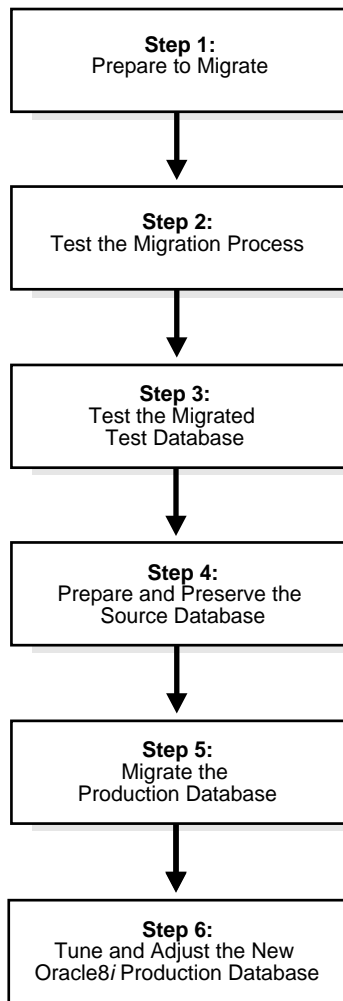 Step 1:
Prepare to Migrate
Step 2:
Test the Migration Process
Step 3:
Test the Migrated
Test Database
Step 4:
Prepare and Preserve the
Source Database
Step 5:
Migrate the
Production Database
Step 6:
Tune and Adjust the New
Oracle8i Production Database